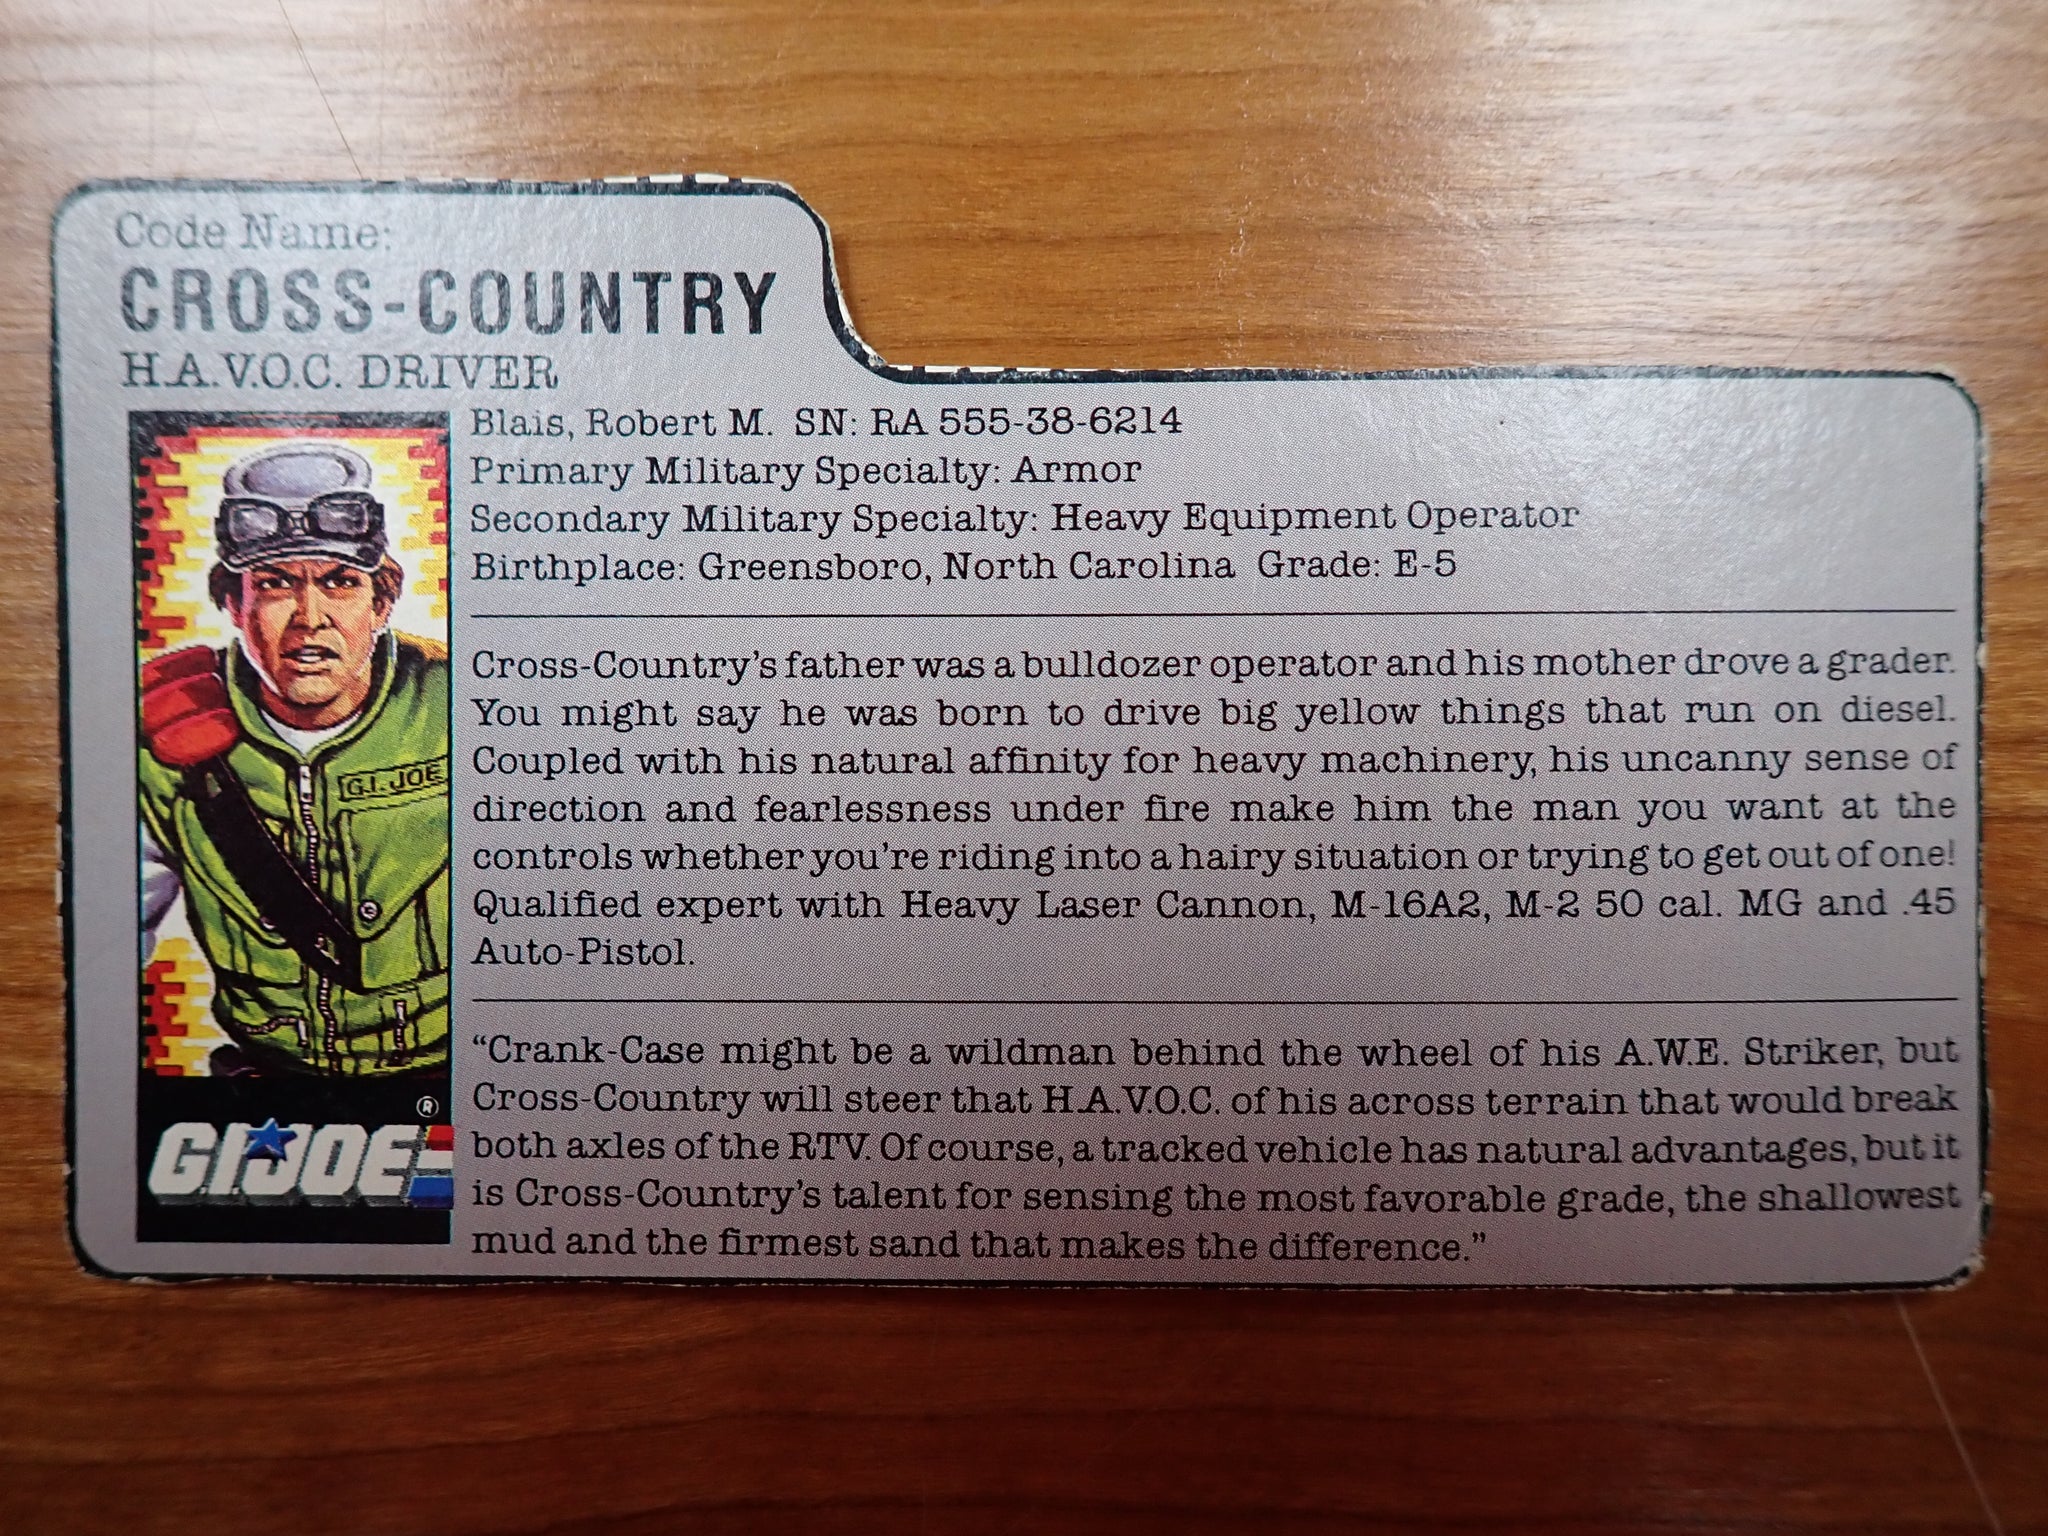 Code Name:
CROSS-COUNTRY
H.A.V.O.C. DRIVER
Blais, Robert M. SN: RA 555-38-6214
Primary Military Specialty: Armor
Secondary Military Specialty: Heavy Equipment Operator
Birthplace: Greensboro, North Carolina Grade: E-5
Cross-Country's father was a bulldozer operator and his mother drove a grader.
You might say he was born to drive big yellow things that run on diesel.
Coupled with his natural affinity for heavy machinery, his uncanny sense of
direction and fearlessness under fire make him the man you want at the
controls whether you're riding into a hairy situation or trying to get out of one!
Qualified expert with Heavy Laser Cannon, M-16A2, M-2 50 cal. MG and .45
Auto-Pistol.
"Crank-Case might be a wildman behind the wheel of his A.W.E. Striker, but
Cross-Country will steer that H.A.V.O.C. of his across terrain that would break
both axles of the RTV. Of course, a tracked vehicle has natural advantages, but it
is Cross-Country's talent for sensing the most favorable grade, the shallowest
mud and the firmest sand that makes the difference."
G.I. JOE
®
G.I. JOE